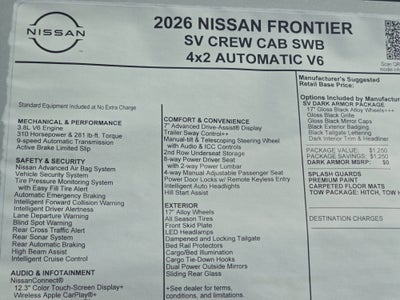 NISSAN
2026 NISSAN FRONTIER
SV CREW CAB SWB
4x2 AUTOMATIC V6
Scan QR
Standard Equipment Included at No Extra Charge
MECHANICAL & PERFORMANCE
3.8L V6 Engine
310 Horsepower & 281 lb-ft. Torque
9-speed Automatic Transmission
Active Brake Limited Slip
SAFETY & SECURITY
Nissan Advanced Air Bag System
Vehicle Security System
Tire Pressure Monitoring System
with Easy Fill Tire Alert
Automatic Emergency Braking
Intelligent Forward Collision Warning
Intelligent Driver Alertness
Lane Departure Warning
Blind Spot Warning
Rear Cross Traffic Alert
Rear Sonar System
Rear Automatic Braking
High Beam Assist
Intelligent Cruise Control
AUDIO & INFOTAINMENT
NissanConnect®
12.3" Color Touch-Screen Display+
Wireless Apple CarPlay®+
COMFORT & CONVENIENCE
7" Advanced Drive-Assist® Display
Trailer Sway Control++
Manual-tilt & Telescoping Steering Wheel
with Audio & ICC Controls
2nd Row Underseat Storage
8-way Power Driver Seat
with 2-way Power Lumbar
4-way Manual Adjustable Passenger Seat
Power Door Locks w/ Remote Keyless Entry
Intelligent Auto Headlights
Hill Start Assist
EXTERIOR
17" Alloy Wheels
All Season Tires
Front Skid Plate
LED Headlamps
Dampened and Locking Tailgate
Bed Rail Protectors
Cargo/Bed Illumination
Cargo Tie-Down Hooks
Dual Power Outside Mirrors
Sliding Rear Glass
+See dealer for details.
terms, conditions, and
limitations.
Manufacturer's Suggested
Retail Base Price:
Options Included by Manufacturer
SV DARK ARMOR PACKAGE
17" Gloss Black Alloy Wheels+++
Gloss Black Grille
Gloss Black Mirror Caps
Black Exterior Badging
Black Tailgate Lettering
Dark Interior Trim & Headliner
PACKAGE VALUE: $1,250
PACKAGE SAVINGS: $1,250
DARK ARMOR MSRP: $0
SPLASH GUARDS
PREMIUM PAINT
CARPETED FLOOR MATS
TOW PACKAGE: HITCH, TOW H
DESTINATION CHARGES